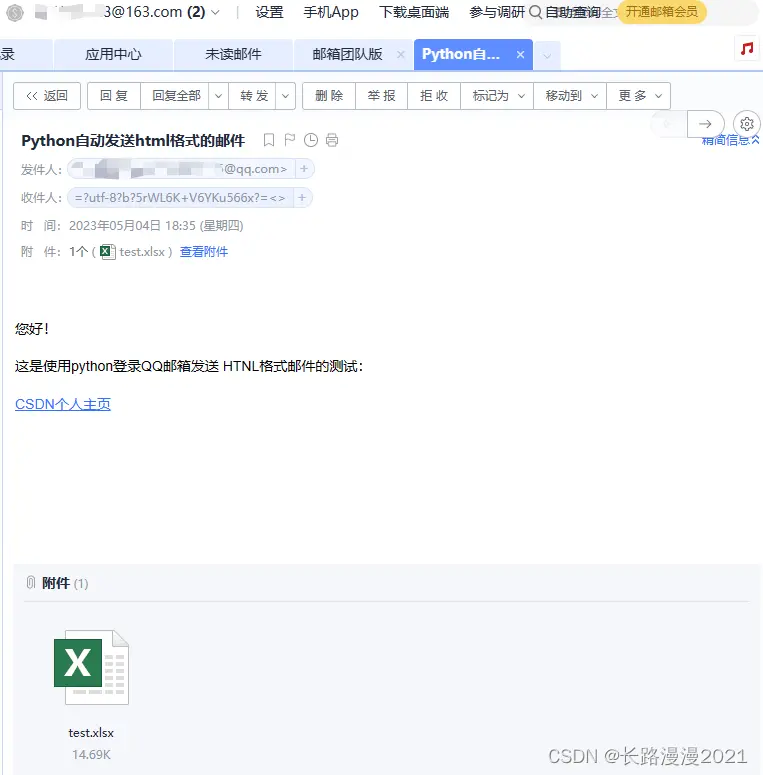 3@163.com (2) 设置 手机App 下载桌面端 参与调研 自助查询 开通邮箱会员
录 应用中心 未读邮件 邮箱团队版 × Python自... ×
<< 返回 回 复 回复全部 转 发 删 除 举 报 拒 收 标记为 移动到 更 多
Python自动发送html格式的邮件
精简信息
发件人： 5@qq.com> +
收件人： =?utf-8?b?5rWL6K+V6YKu566x?=<> +
时 间： 2023年05月04日 18:35 (星期四)
附 件： 1个 ( test.xlsx ) 查看附件
您好！
这是使用python登录QQ邮箱发送 HTNL格式邮件的测试：
CSDN个人主页
附件 (1)
X
test.xlsx
14.69K
CSDN @长路漫漫2021